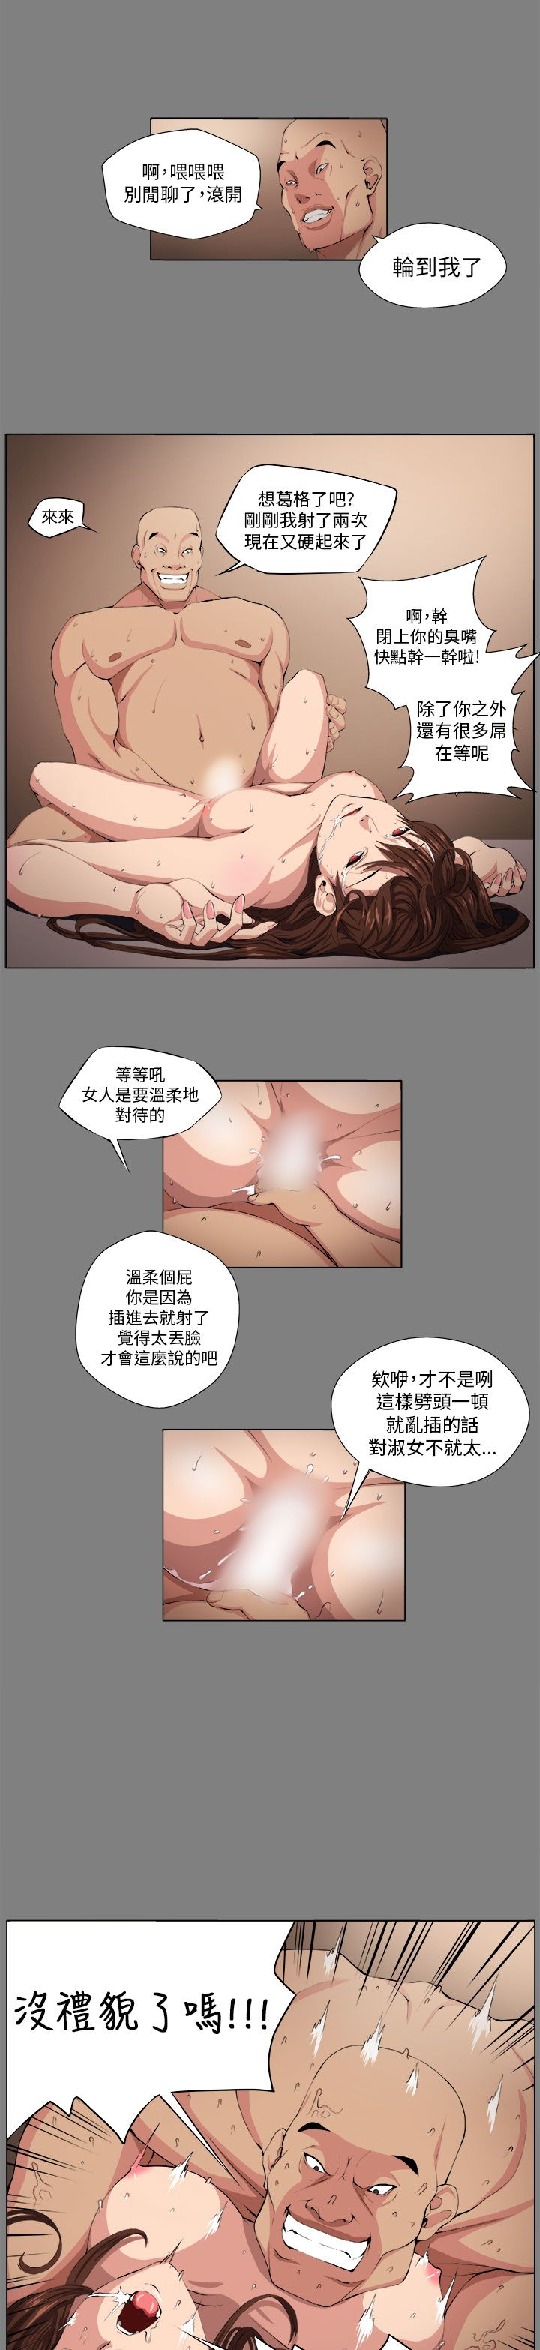 啊，喂喂喂
別閒聊了，滾開
輪到我了
來來
想葛格了吧?
剛剛我射了兩次
現在又硬起來了
啊，幹
閉上你的臭嘴
快點幹一幹啦!
除了你之外
還有很多屌
在等呢
等等吼
女人是要溫柔地
對待的
溫柔個屁
你是因為
插進去就射了
覺得太丟臉
才會這麼說的吧
欸咿，才不是咧
這樣劈頭一頓
就亂插的話
對淑女不就太...
沒禮貌了嗎!!!